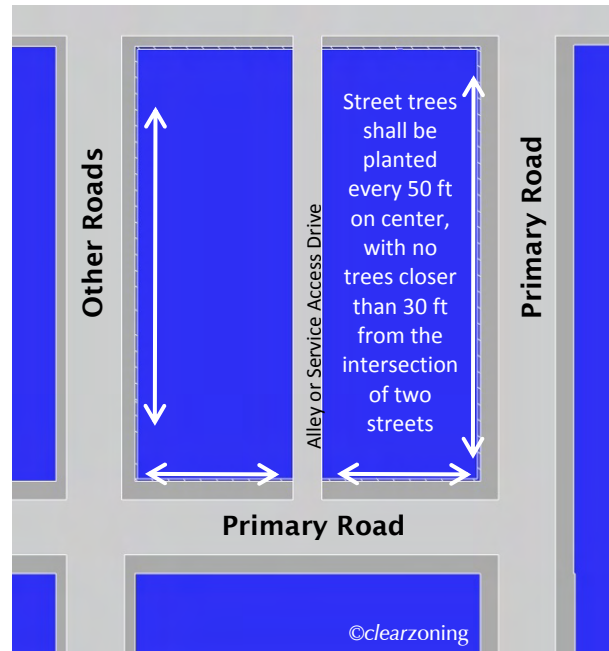 Other Roads
Alley or Service Access Drive
Street trees
shall be
planted
every 50 ft
on center,
with no
trees closer
than 30 ft
from the
intersection
of two
streets
Primary Road
Primary Road
©clearzoning